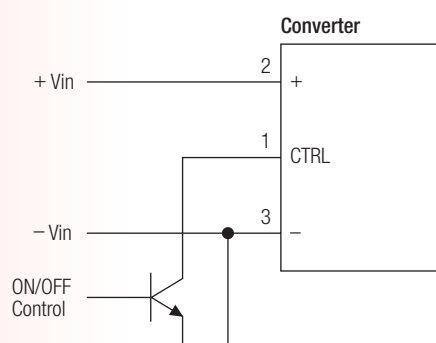 Converter
+ Vin
2
+
1
CTRL
– Vin
3
–
ON/OFF
Control